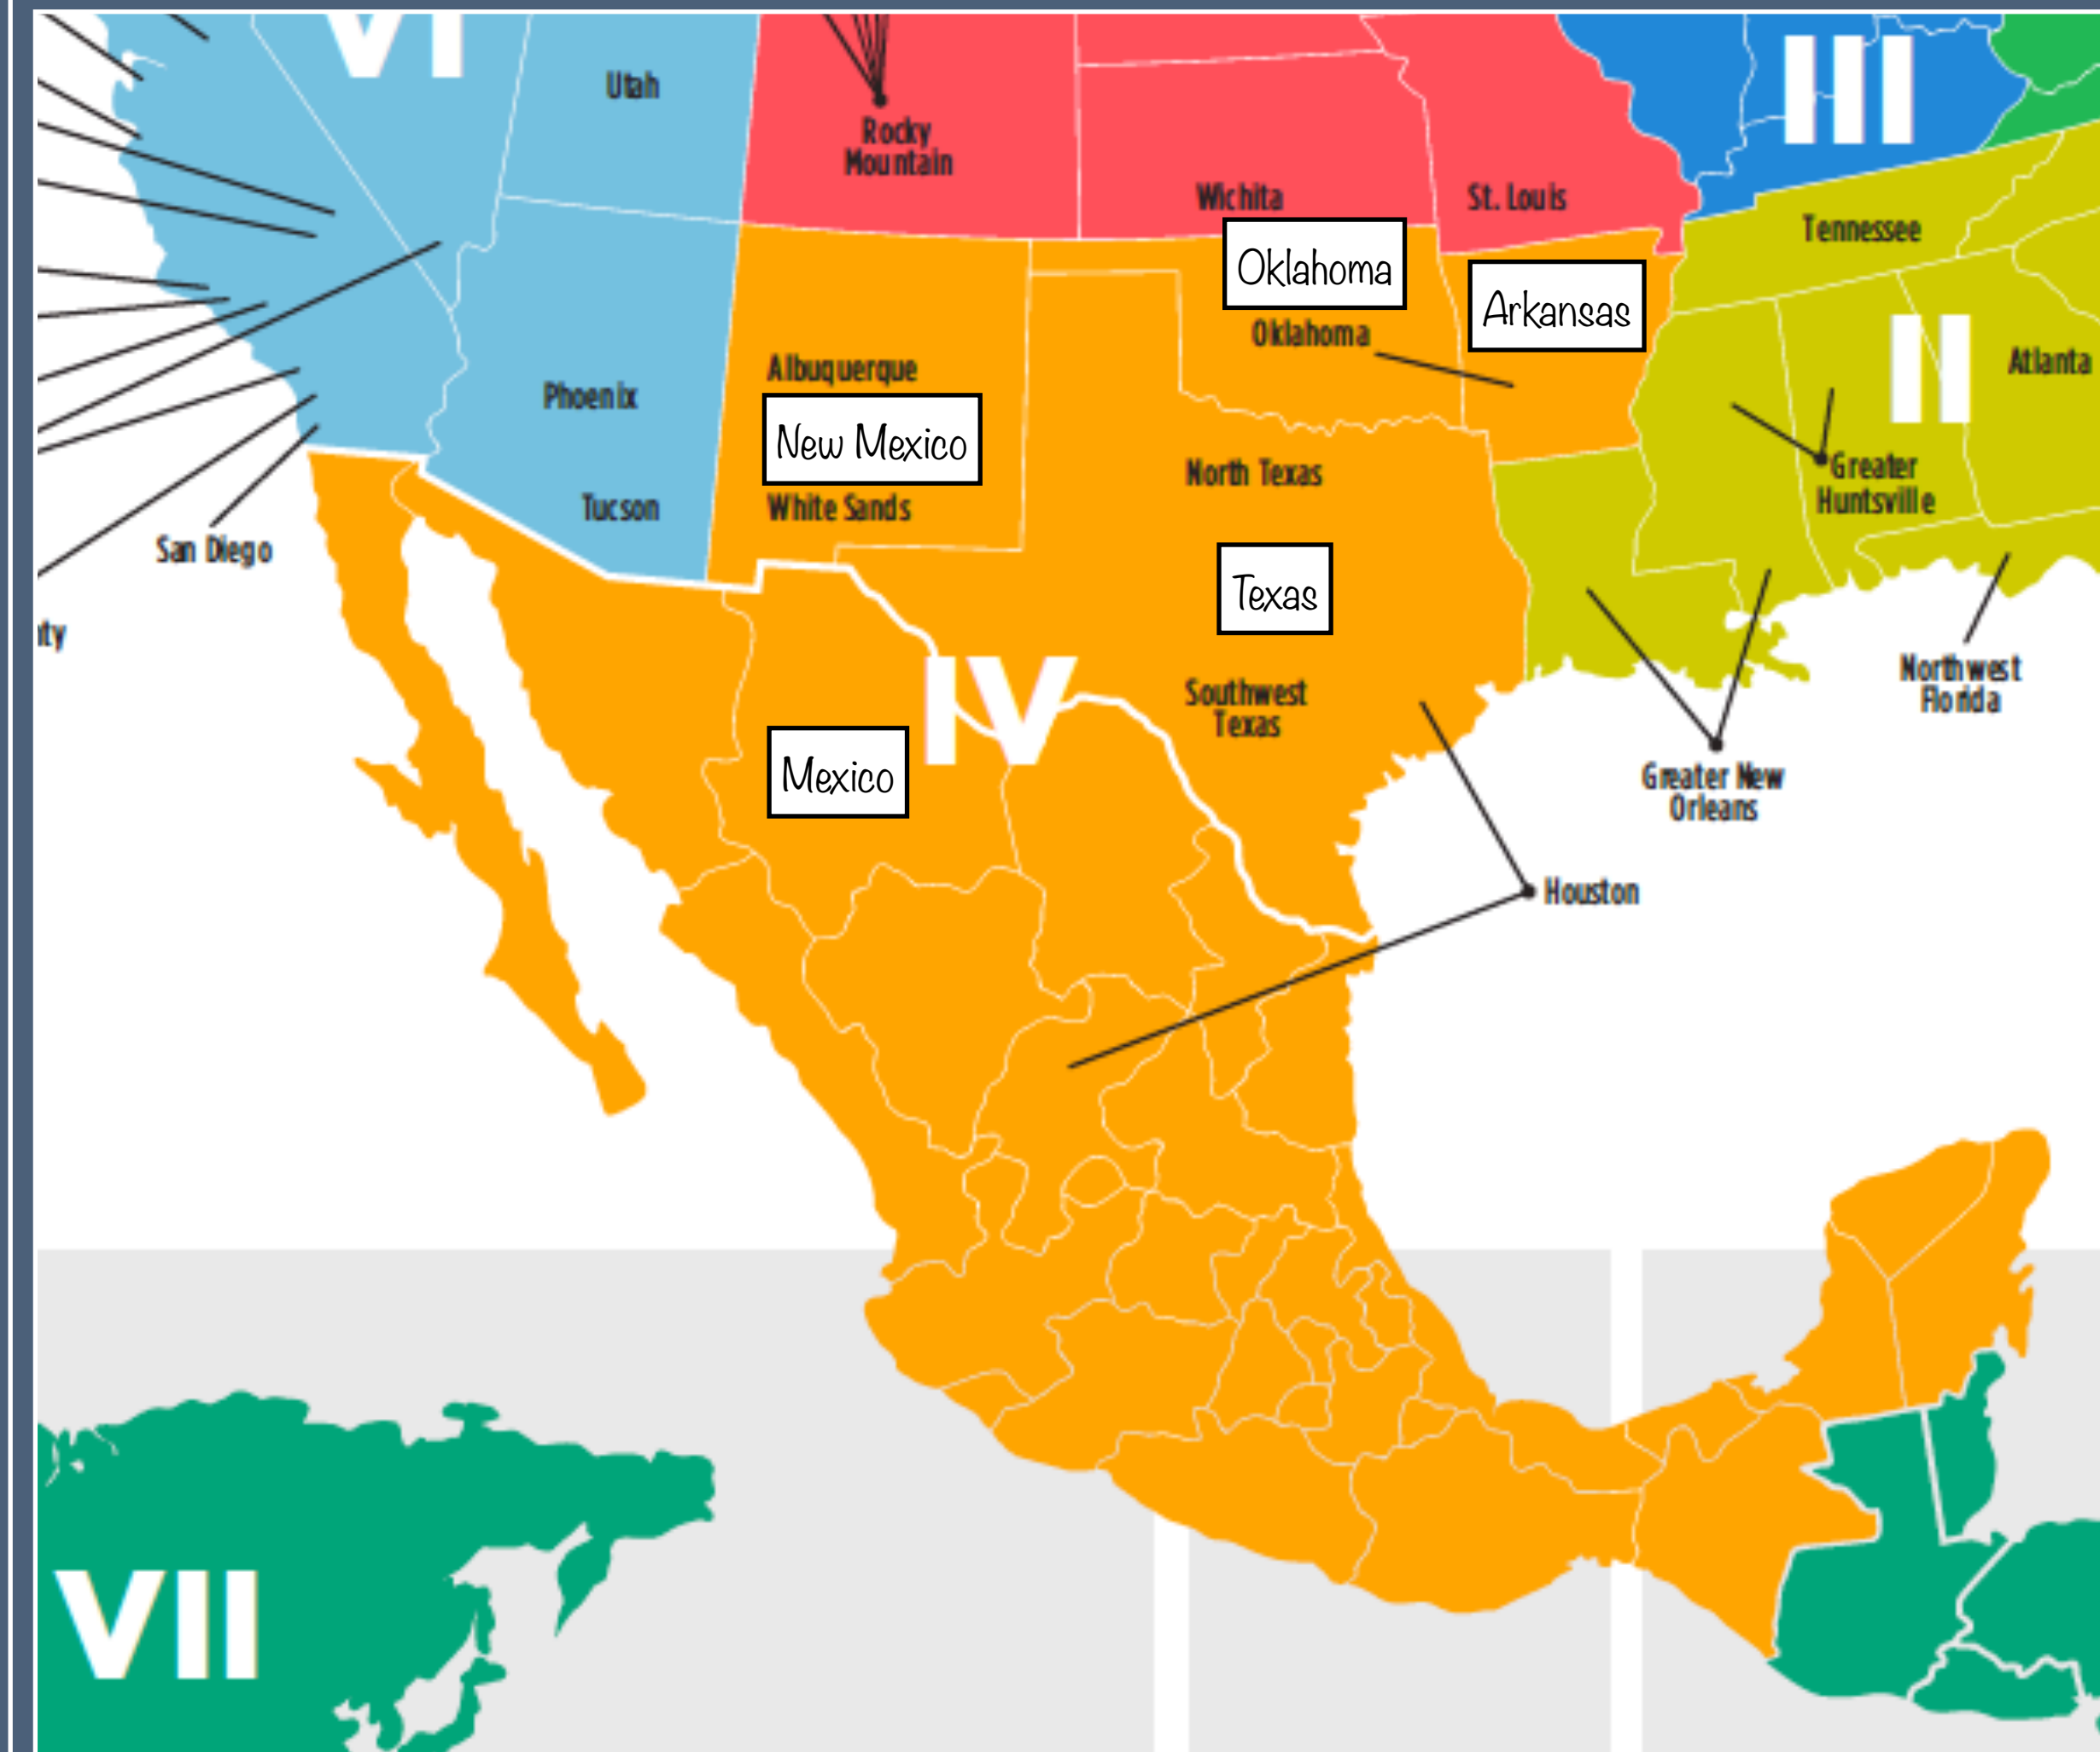 VI
III
Utah
Rocky
Mountain
Wichita
St. Louis
Tennessee
Oklahoma
Arkansas
Oklahoma
II
Atlanta
Albuquerque
Phoenix
New Mexico
North Texas
Greater
Huntsville
White Sands
Tucson
San Diego
Texas
nty
Northwest
Florida
IV
Southwest
Texas
Mexico
Greater New
Orleans
Houston
VII